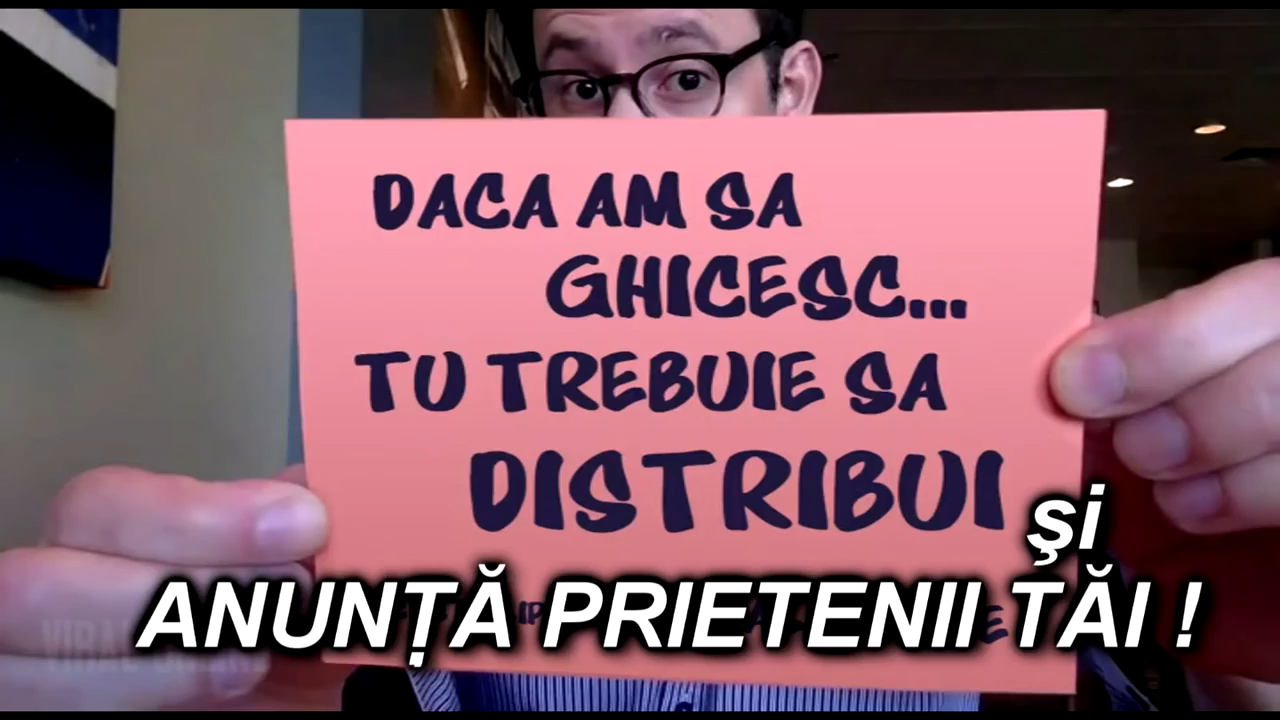 DACA AM SA
GHICESC...
TU TREBUIE SA
DISTRIBUI
şi
ANUNȚĂ PRIETENII TĂI !